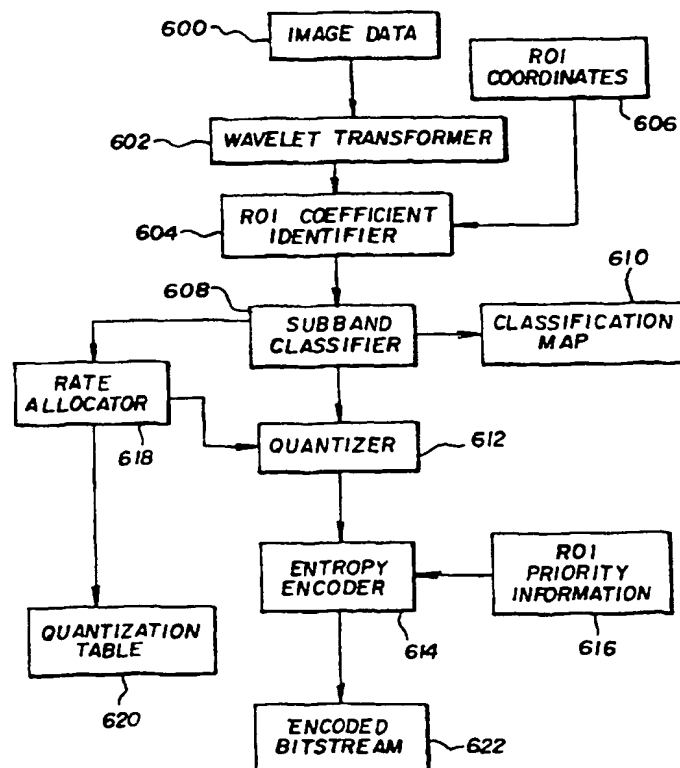 600
IMAGE DATA
ROI
COORDINATES
606
602
WAVELET TRANSFORMER
604
ROI COEFFICIENT
IDENTIFIER
608
SUBBAND
CLASSIFIER
610
CLASSIFICATION
MAP
RATE
ALLOCATOR
618
QUANTIZER
612
ENTROPY
ENCODER
614
ROI
PRIORITY
INFORMATION
616
QUANTIZATION
TABLE
620
ENCODED
BITSTREAM
622